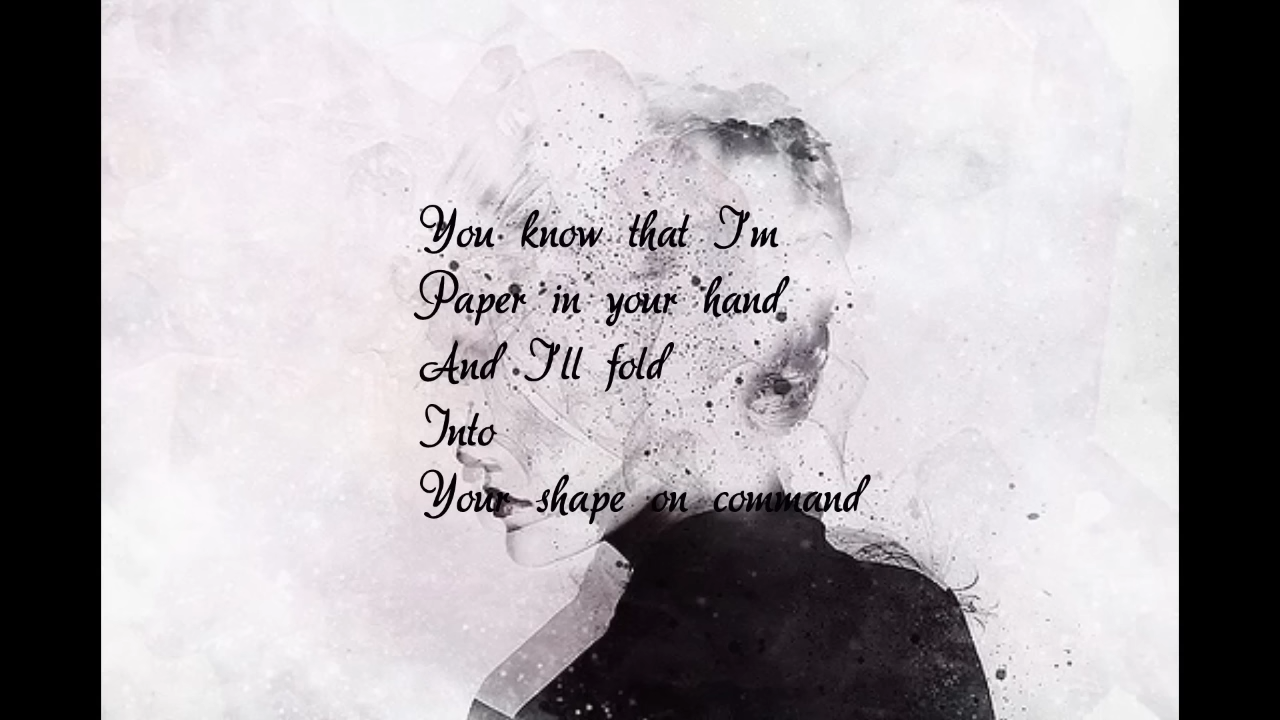 You know that I'm
Paper in your hand
And I'll fold
Into
Your shape on command